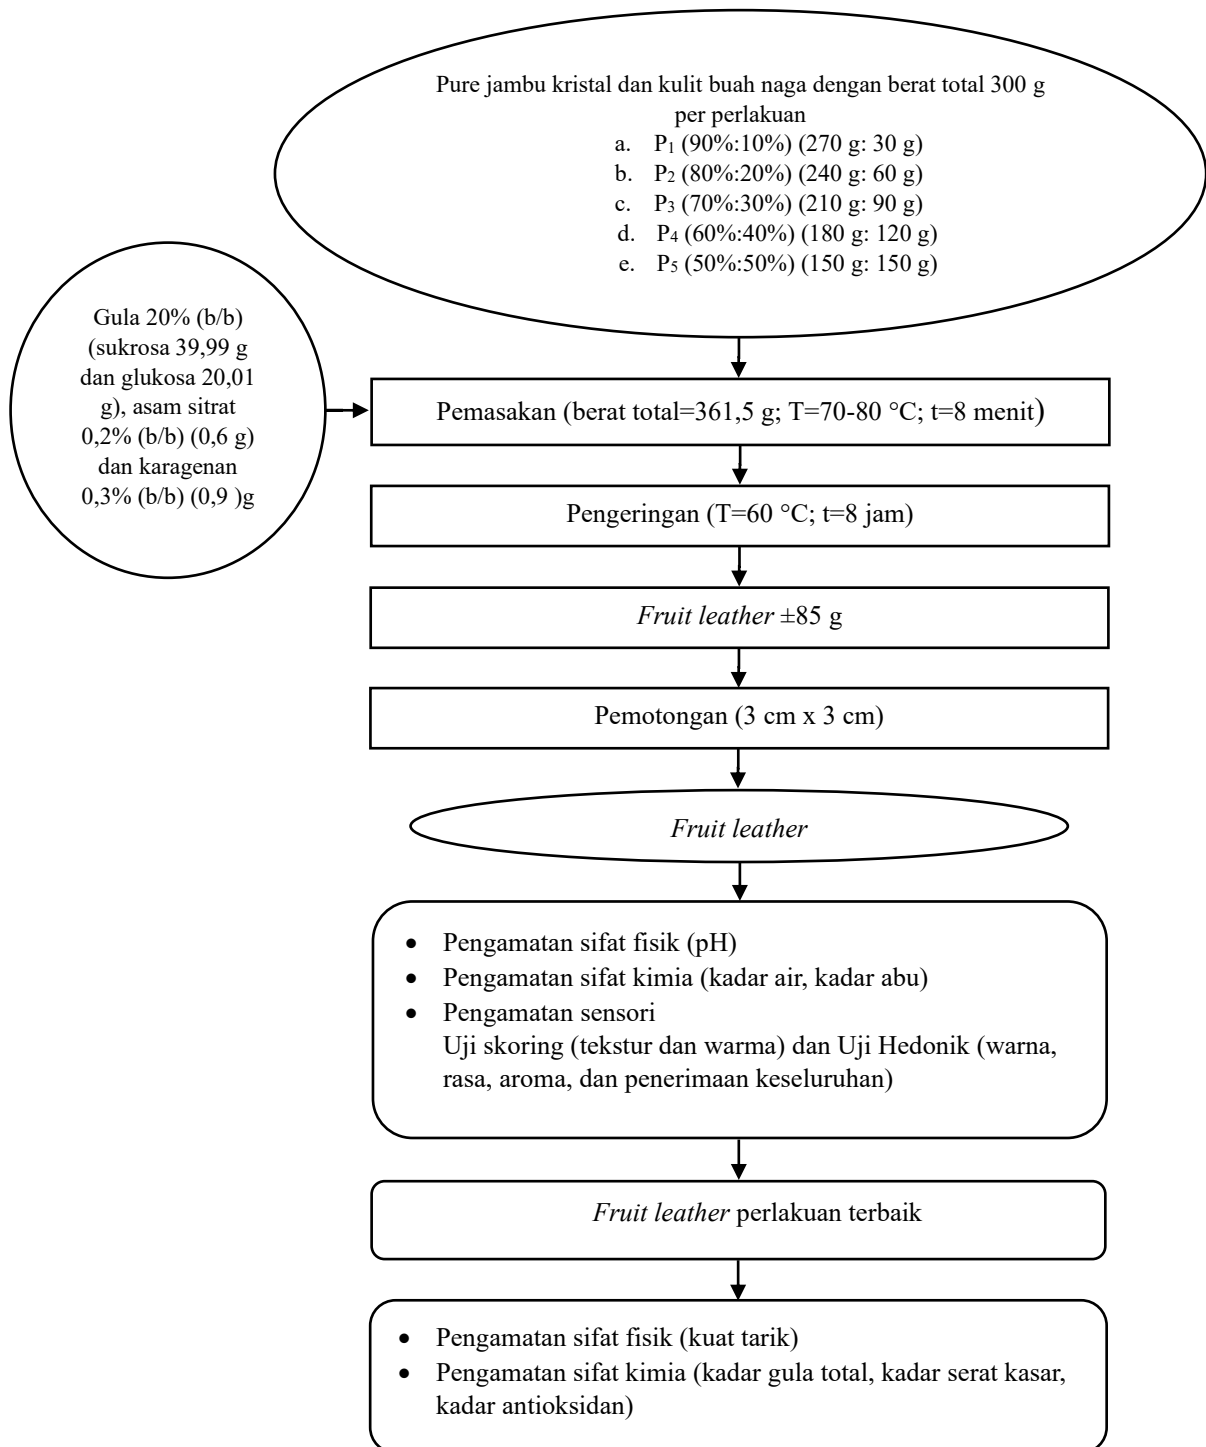 Pure jambu kristal dan kulit buah naga dengan berat total 300 g
per perlakuan
a. P₁ (90%:10%) (270 g: 30 g)
b. P₂ (80%:20%) (240 g: 60 g)
c. P₃ (70%:30%) (210 g: 90 g)
d. P₄ (60%:40%) (180 g: 120 g)
e. P₅ (50%:50%) (150 g: 150 g)
Gula 20% (b/b)
(sukrosa 39,99 g
dan glukosa 20,01
g), asam sitrat
0,2% (b/b) (0,6 g)
dan karagenan
0,3% (b/b) (0,9 )g
Pemasakan (berat total=361,5 g; T=70-80 °C; t=8 menit)
Pengeringan (T=60 °C; t=8 jam)
Fruit leather ±85 g
Pemotongan (3 cm x 3 cm)
Fruit leather
• Pengamatan sifat fisik (pH)
• Pengamatan sifat kimia (kadar air, kadar abu)
• Pengamatan sensori
Uji skoring (tekstur dan warma) dan Uji Hedonik (warna,
rasa, aroma, dan penerimaan keseluruhan)
Fruit leather perlakuan terbaik
• Pengamatan sifat fisik (kuat tarik)
• Pengamatan sifat kimia (kadar gula total, kadar serat kasar,
kadar antioksidan)